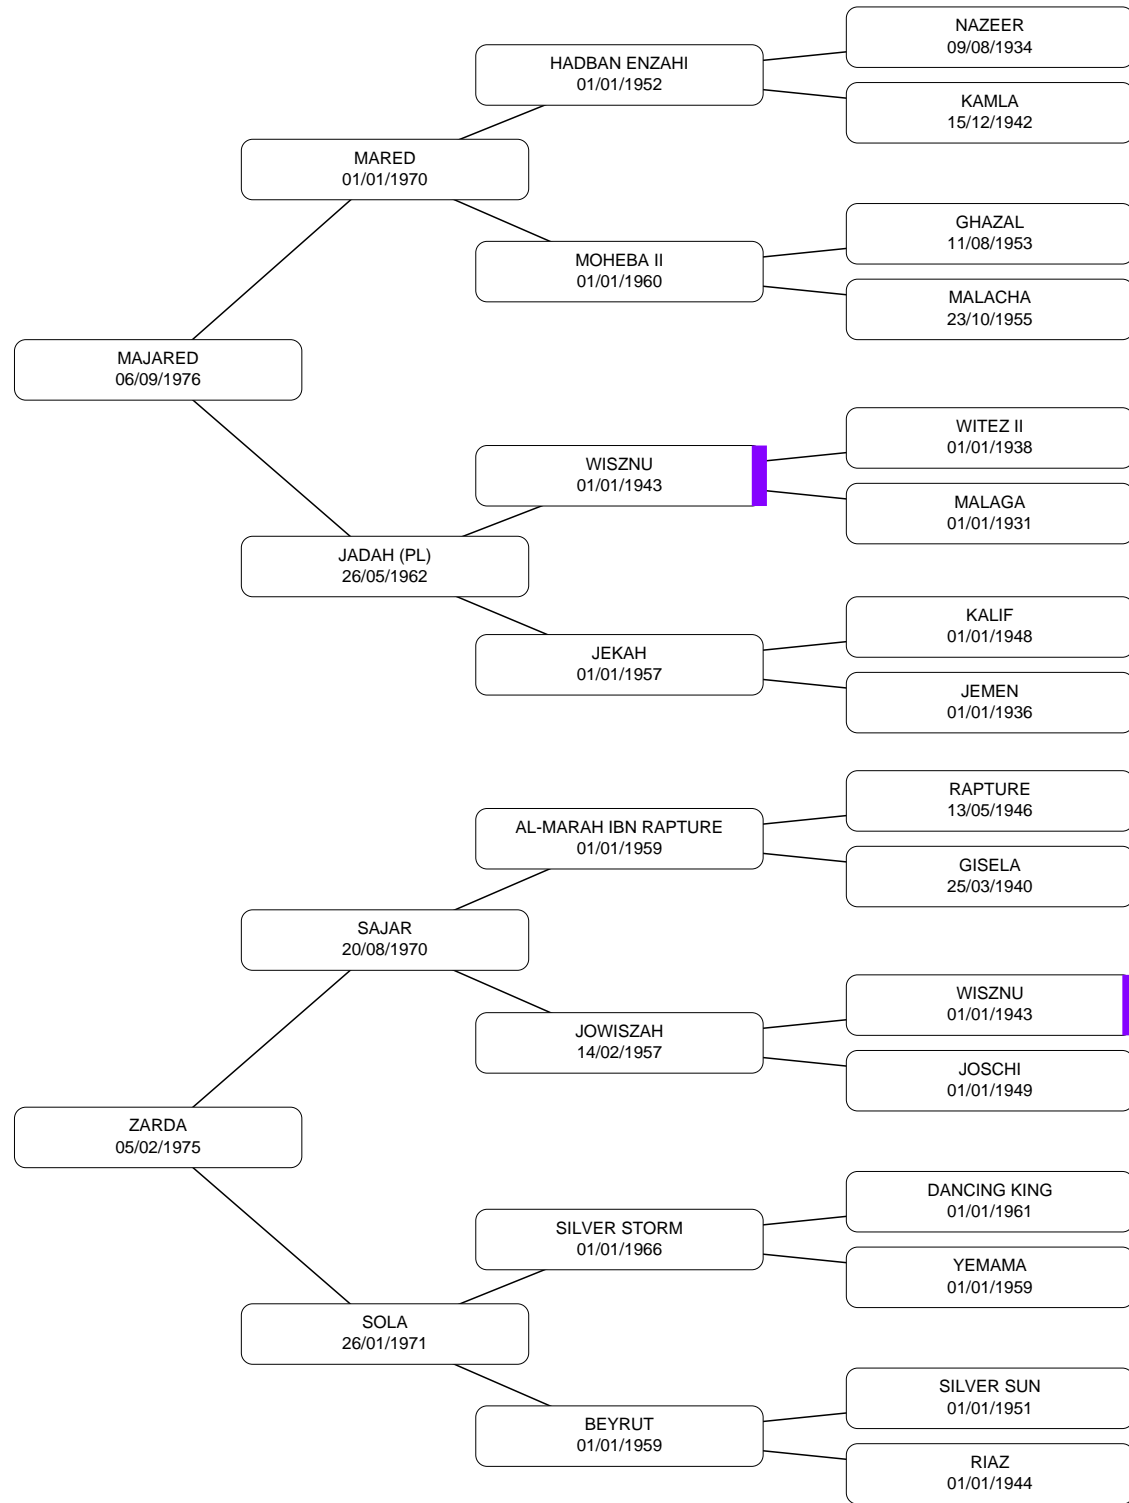 NAZEER
09/08/1934
HADBAN ENZAHI
01/01/1952
KAMLA
15/12/1942
MARED
01/01/1970
GHAZAL
11/08/1953
MOHEBA II
01/01/1960
MALACHA
23/10/1955
MAJARED
06/09/1976
WITEZ II
01/01/1938
WISZNU
01/01/1943
MALAGA
01/01/1931
JADAH (PL)
26/05/1962
KALIF
01/01/1948
JEKAH
01/01/1957
JEMEN
01/01/1936
RAPTURE
13/05/1946
AL-MARAH IBN RAPTURE
01/01/1959
GISELA
25/03/1940
SAJAR
20/08/1970
WISZNU
01/01/1943
JOWISZAH
14/02/1957
JOSCHI
01/01/1949
ZARDA
05/02/1975
DANCING KING
01/01/1961
SILVER STORM
01/01/1966
YEMAMA
01/01/1959
SOLA
26/01/1971
SILVER SUN
01/01/1951
BEYRUT
01/01/1959
RIAZ
01/01/1944